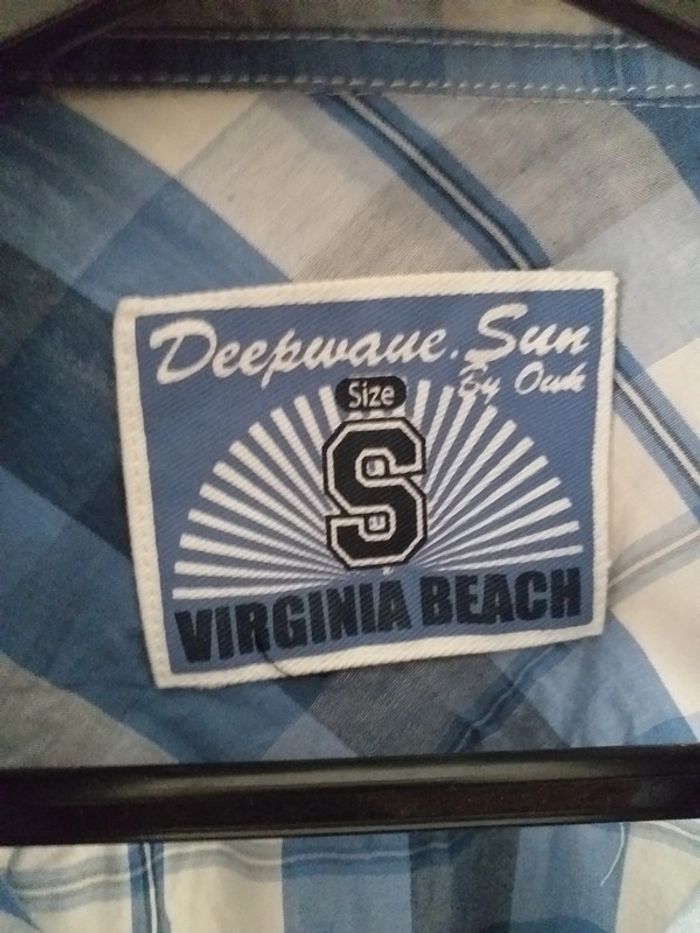 Deepwave.Sun
By Ouk
Size
S
VIRGINIA BEACH